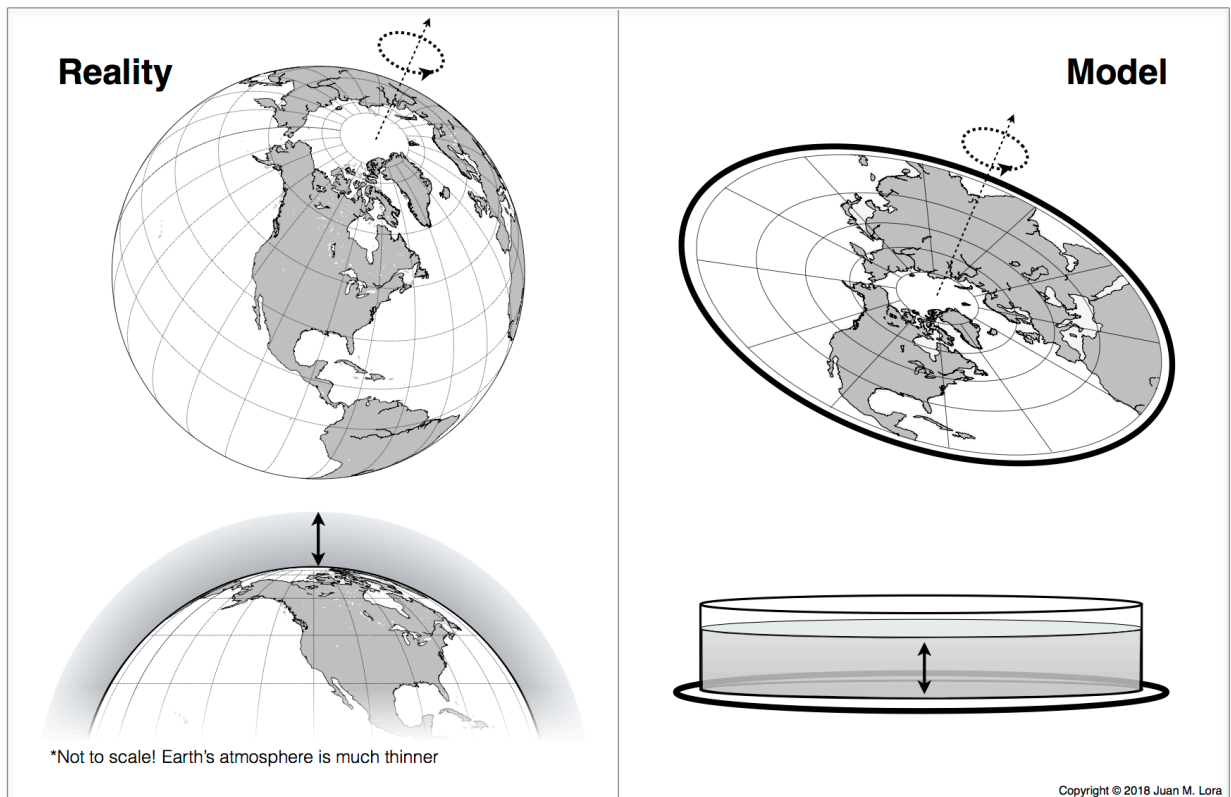 Reality
Model
*Not to scale! Earth's atmosphere is much thinner
Copyright © 2018 Juan M. Lora